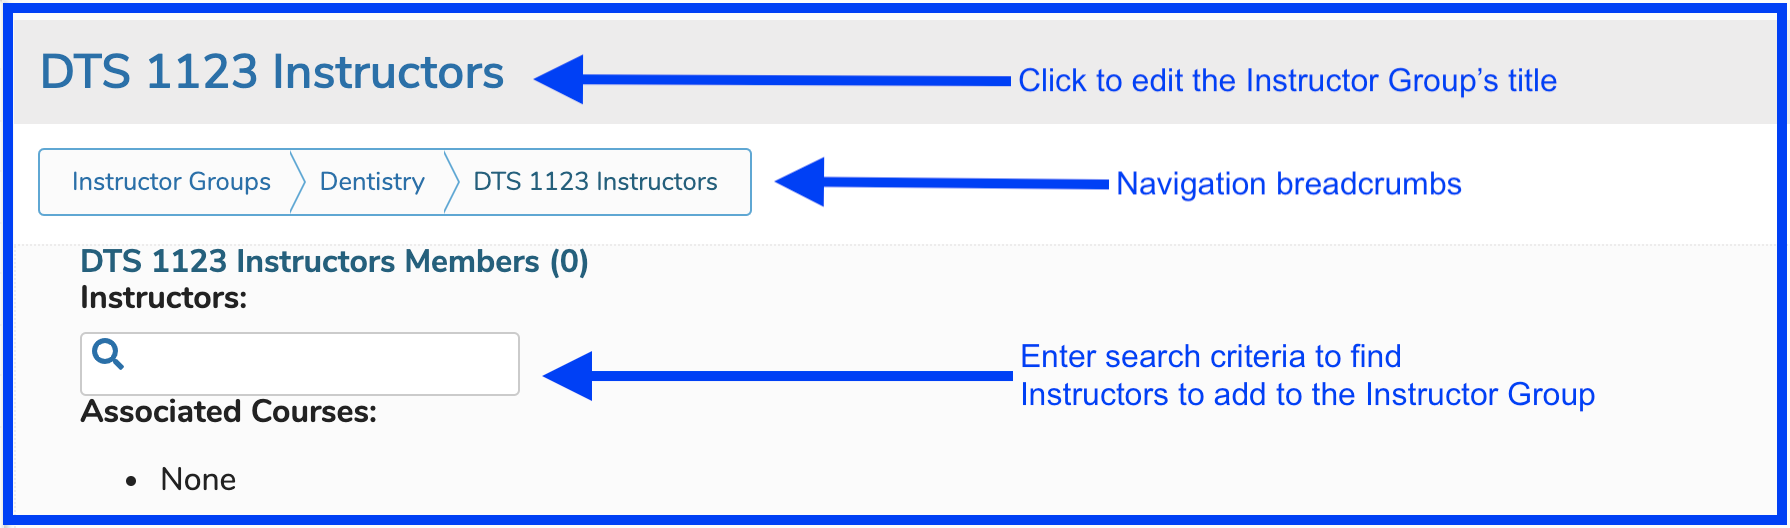 DTS 1123 Instructors
Click to edit the Instructor Group’s title
Instructor Groups
Dentistry
DTS 1123 Instructors
Navigation breadcrumbs
DTS 1123 Instructors Members (0)
Instructors:
Enter search criteria to find
Instructors to add to the Instructor Group
Associated Courses:
• None